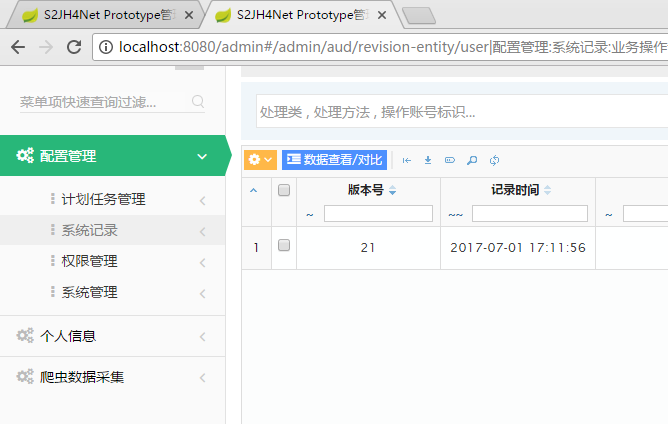 S2JH4Net Prototype管 S2JH4Net Prototype管
localhost:8080/admin#/admin/aud/revision-entity/user|配置管理:系统记录:业务操作
菜单项快速查询过滤...
处理类 , 处理方法 , 操作账号标识...
配置管理
数据查看/对比
版本号 记录时间
~ ~~ ~
1 21 2017-07-01 17:11:56
计划任务管理
系统记录
权限管理
系统管理
个人信息
爬虫数据采集